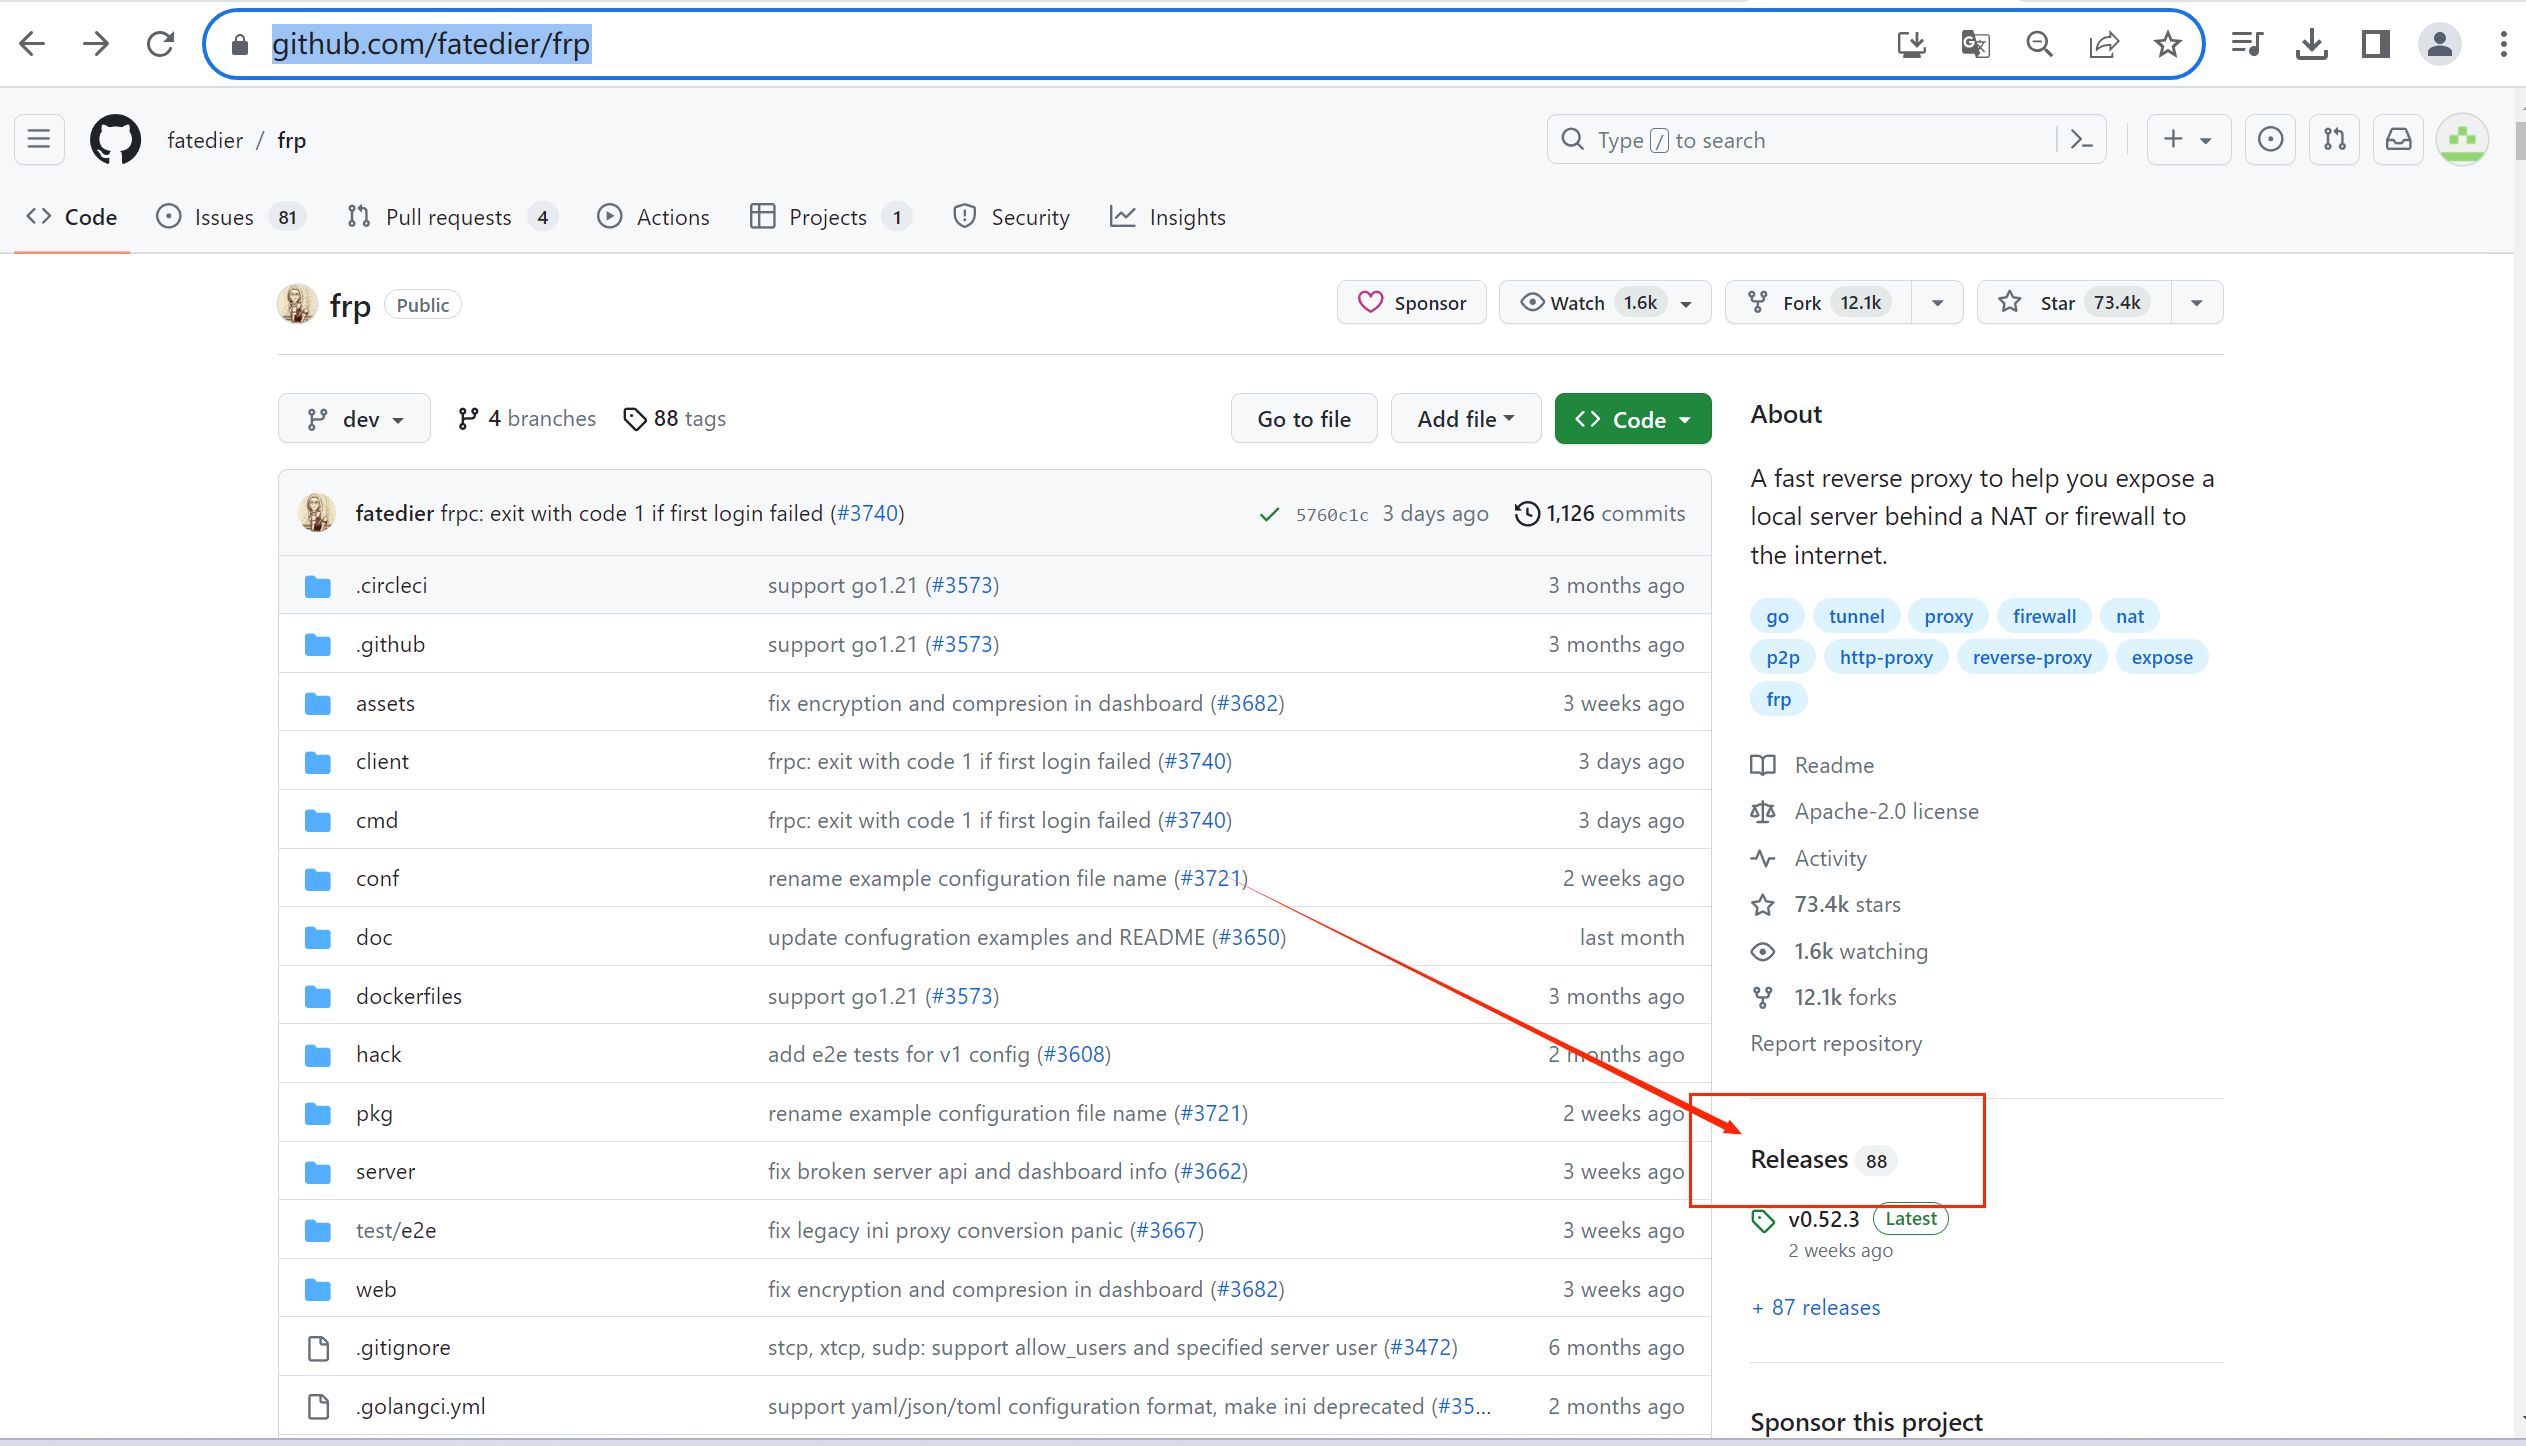 github.com/fatedier/frp
fatedier / frp
Type / to search
Code
Issues 81
Pull requests 4
Actions
Projects 1
Security
Insights
frp Public
Sponsor
Watch 1.6k
Fork 12.1k
Star 73.4k
dev
4 branches
88 tags
Go to file
Add file
Code
fatedier frpc: exit with code 1 if first login failed (#3740)
5760c1c 3 days ago
1,126 commits
.circleci support go1.21 (#3573) 3 months ago
.github support go1.21 (#3573) 3 months ago
assets fix encryption and compresion in dashboard (#3682) 3 weeks ago
client frpc: exit with code 1 if first login failed (#3740) 3 days ago
cmd frpc: exit with code 1 if first login failed (#3740) 3 days ago
conf rename example configuration file name (#3721) 2 weeks ago
doc update confugration examples and README (#3650) last month
dockerfiles support go1.21 (#3573) 3 months ago
hack add e2e tests for v1 config (#3608) 2 months ago
pkg rename example configuration file name (#3721) 2 weeks ago
server fix broken server api and dashboard info (#3662) 3 weeks ago
test/e2e fix legacy ini proxy conversion panic (#3667) 3 weeks ago
web fix encryption and compresion in dashboard (#3682) 3 weeks ago
.gitignore stcp, xtcp, sudp: support allow_users and specified server user (#3472) 6 months ago
.golangci.yml support yaml/json/toml configuration format, make ini deprecated (#35... 2 months ago
About
A fast reverse proxy to help you expose a
local server behind a NAT or firewall to
the internet.
go tunnel proxy firewall nat
p2p http-proxy reverse-proxy expose
frp
Readme
Apache-2.0 license
Activity
73.4k stars
1.6k watching
12.1k forks
Report repository
Releases 88
v0.52.3 Latest
2 weeks ago
+ 87 releases
Sponsor this project